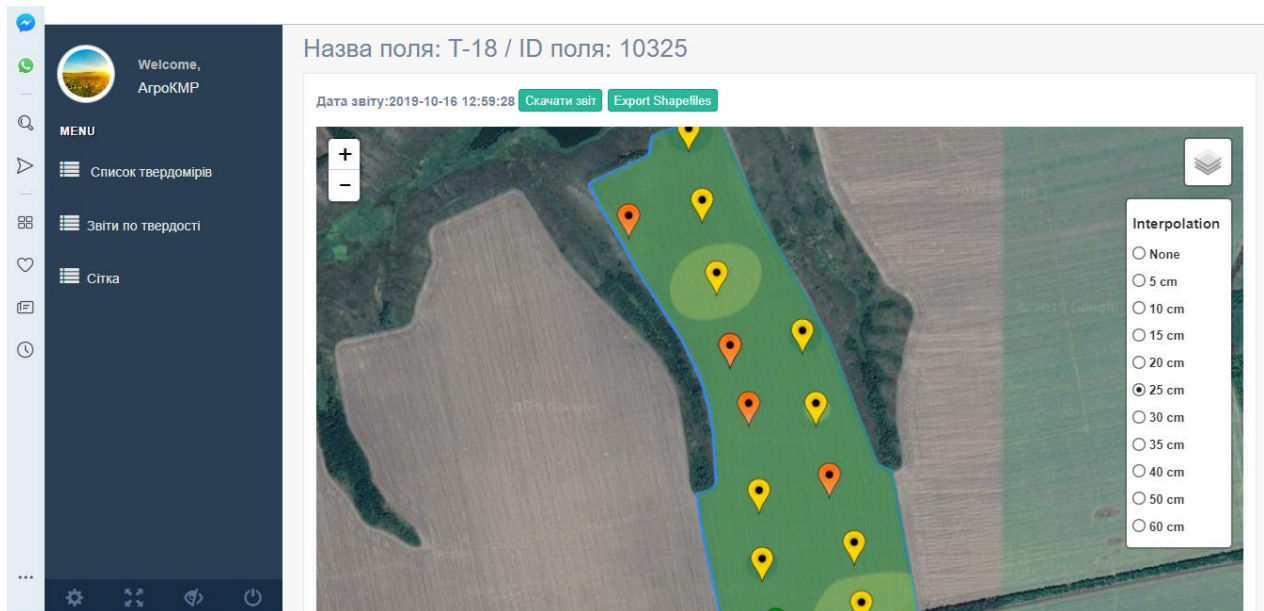 Назва поля: Т-18 / ID поля: 10325
Welcome,
АгроКМР
MENU
Список твердомірів
Звіти по твердості
Сітка
Дата звіту:2019-10-16 12:59:28 Скачати звіт Export Shapefiles
+
−
Interpolation
None
5 cm
10 cm
15 cm
20 cm
25 cm
30 cm
35 cm
40 cm
50 cm
60 cm
© 2019 Google